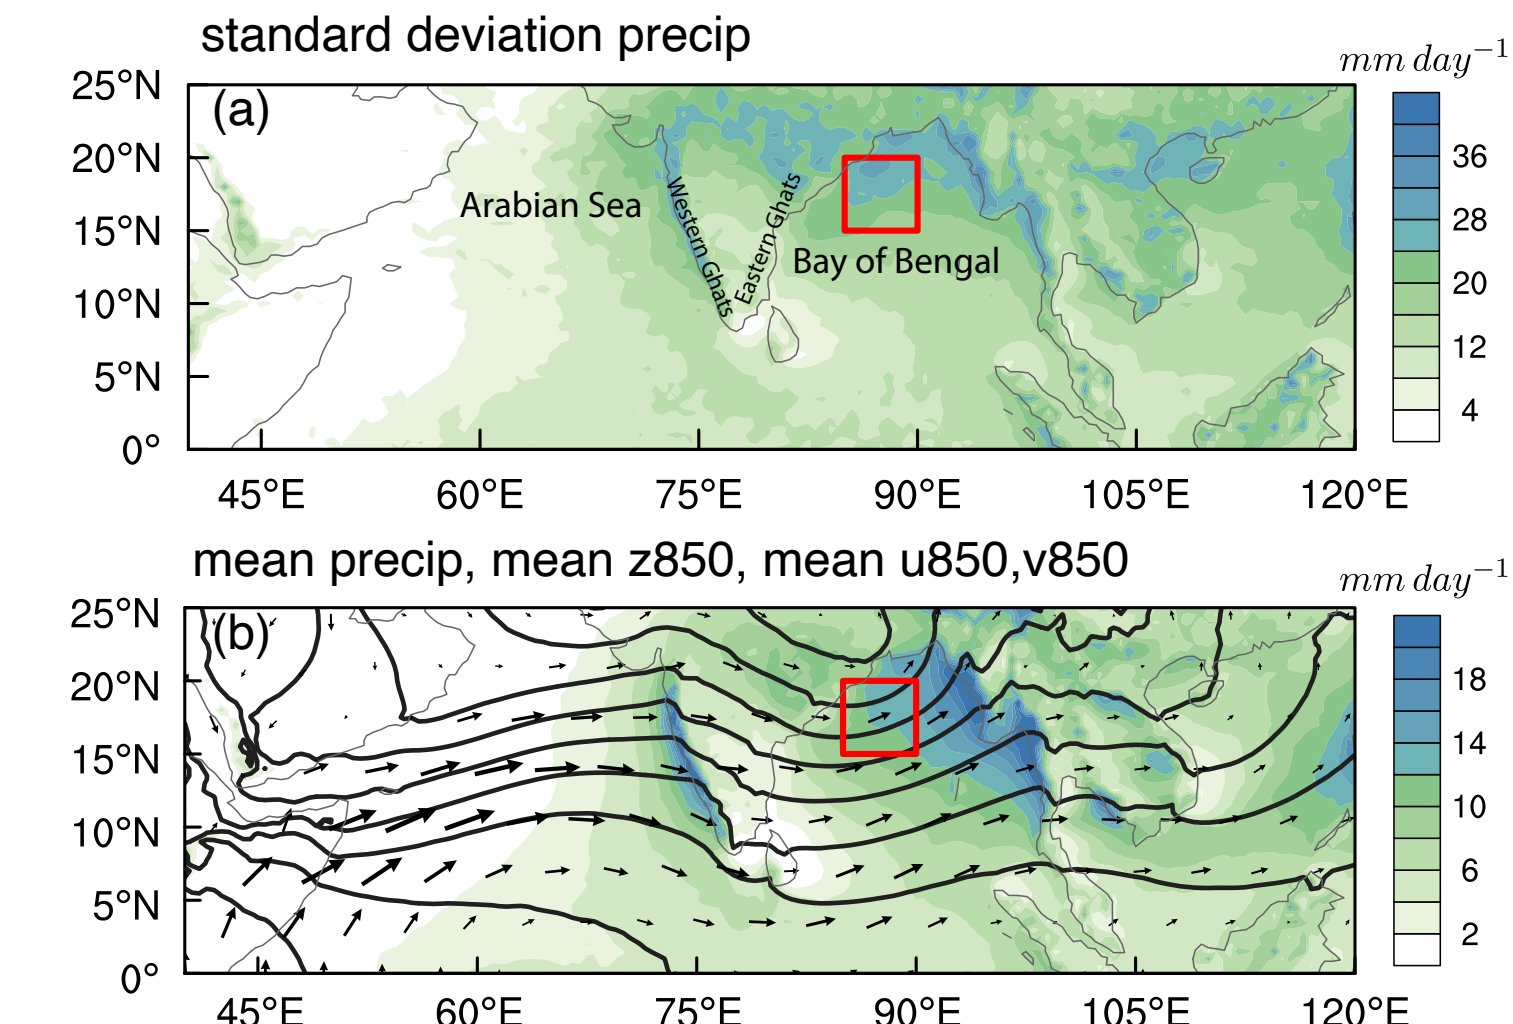 standard deviation precip
mm day−1
(a)
25°N
20°N
15°N
10°N
5°N
0°
Arabian Sea
Western Ghats
Eastern Ghats
Bay of Bengal
36
28
20
12
4
45°E 60°E 75°E 90°E 105°E 120°E
mean precip, mean z850, mean u850,v850
mm day−1
(b)
25°N
20°N
15°N
10°N
5°N
0°
18
14
10
6
2
45°E 60°E 75°E 90°E 105°E 120°E